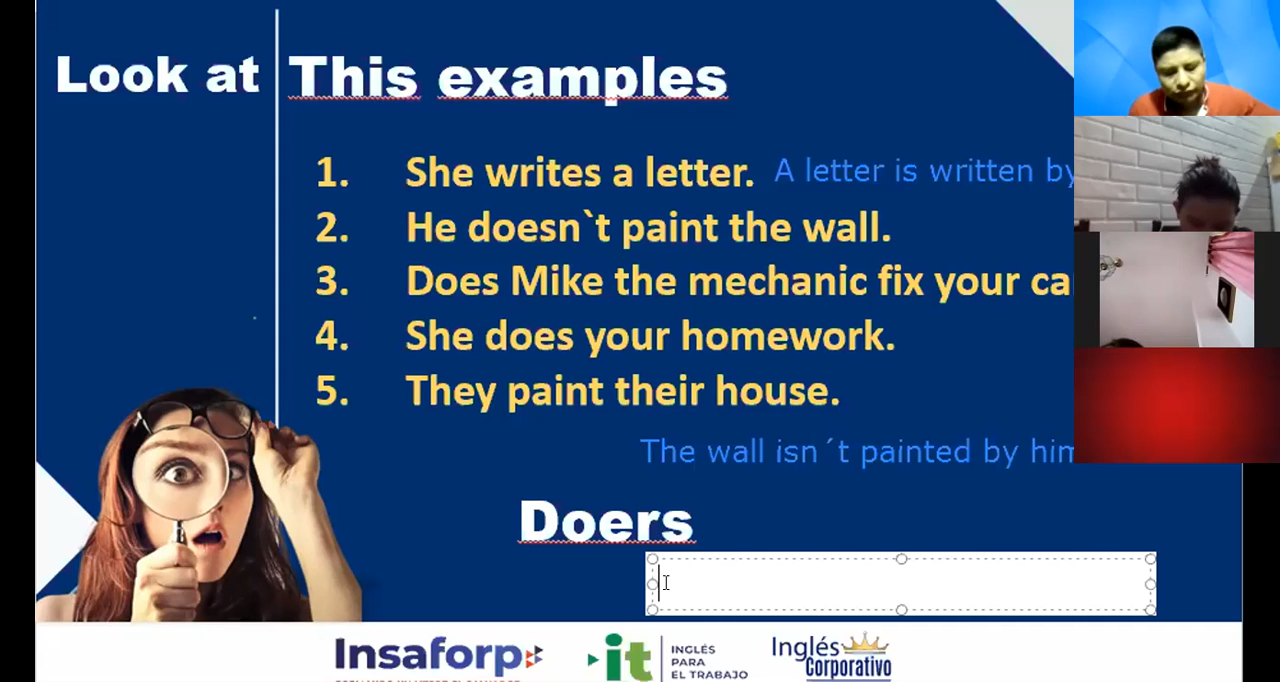 Look at This examples
1. She writes a letter. A letter is written by
2. He doesn`t paint the wall.
3. Does Mike the mechanic fix your ca
4. She does your homework.
5. They paint their house.
The wall isn´t painted by him
Doers
Insaforp
it INGLÉS
PARA
EL TRABAJO
Inglés
Corporativo